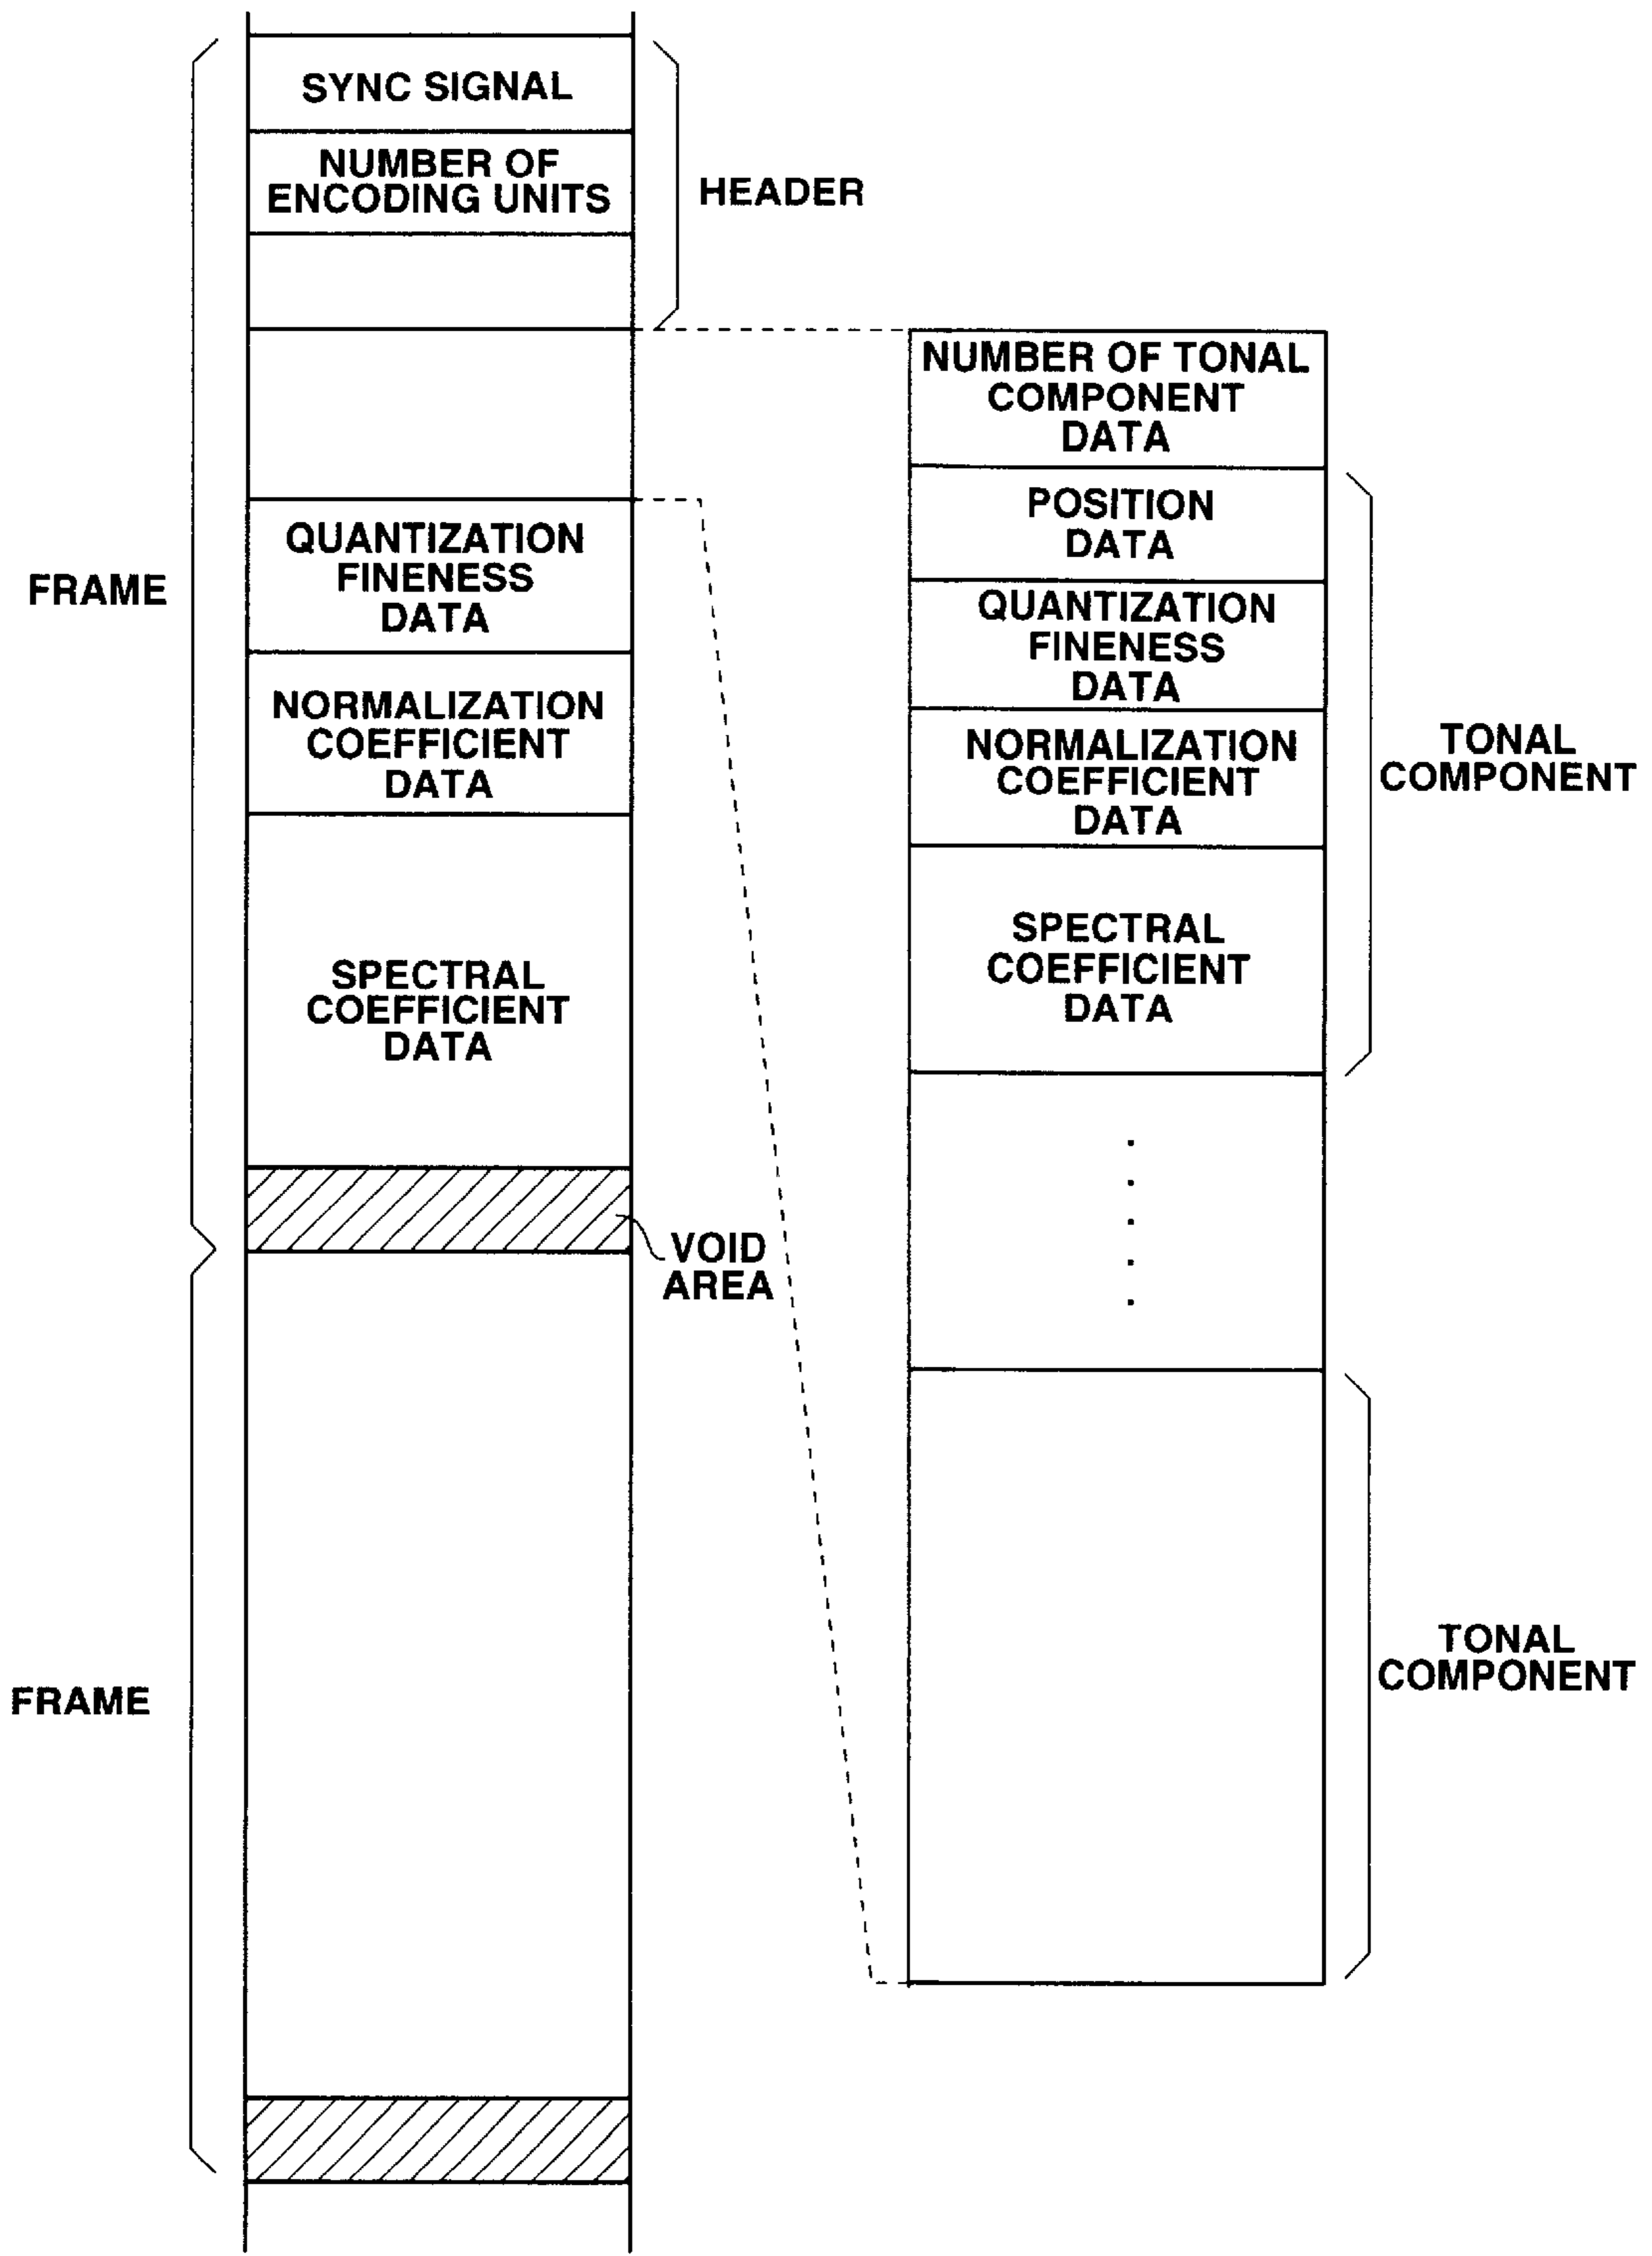 SYNC SIGNAL
NUMBER OF
ENCODING UNITS
HEADER
FRAME
QUANTIZATION
FINENESS
DATA
NORMALIZATION
COEFFICIENT
DATA
SPECTRAL
COEFFICIENT
DATA
VOID
AREA
FRAME
NUMBER OF TONAL
COMPONENT
DATA
POSITION
DATA
QUANTIZATION
FINENESS
DATA
NORMALIZATION
COEFFICIENT
DATA
SPECTRAL
COEFFICIENT
DATA
TONAL
COMPONENT
TONAL
COMPONENT